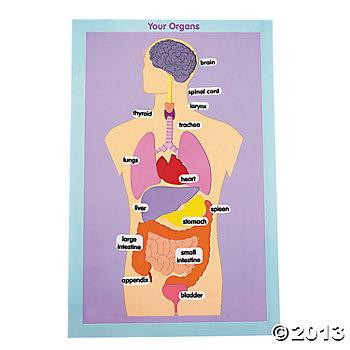 Your Organs
brain
spinal cord
larynx
thyroid
trachea
lungs
heart
liver
spleen
stomach
large
intestine
small
intestine
appendix
bladder
©2013